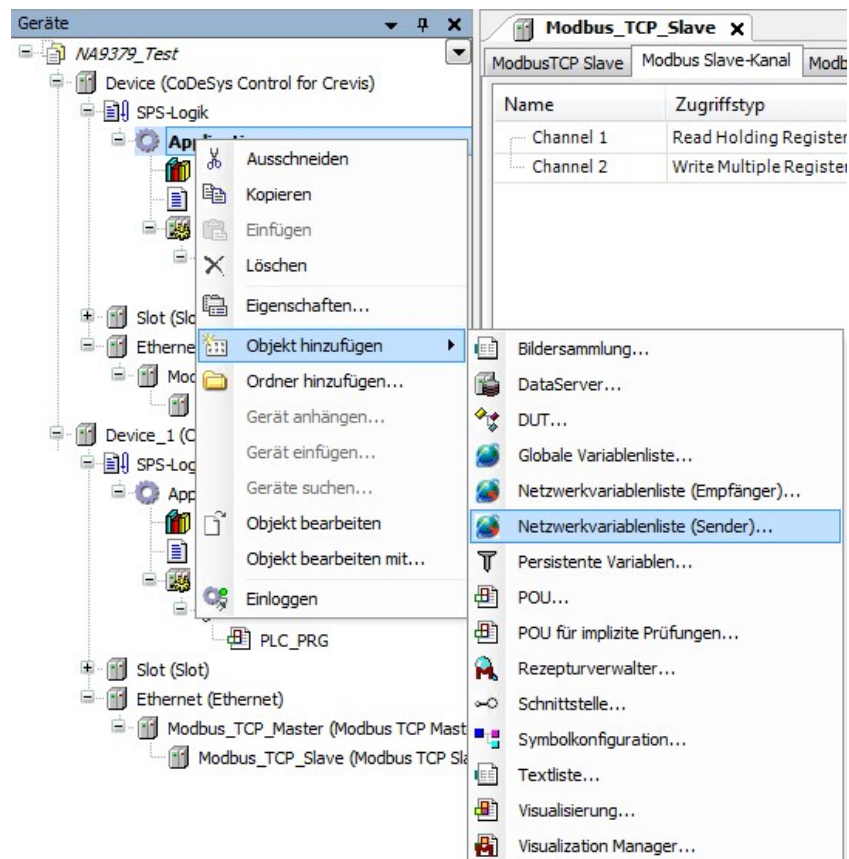 Geräte
NA9379_Test
Device (CoDeSys Control for Crevis)
SPS-Logik
Slot
Ethernet
Device_1
SPS-Log
App
PLC_PRG
Slot (Slot)
Ethernet (Ethernet)
Modbus_TCP_Master (Modbus TCP Mast
Modbus_TCP_Slave (Modbus TCP Sla
Ausschneiden
Kopieren
Einfügen
Löschen
Eigenschaften...
Objekt hinzufügen
Ordner hinzufügen...
Gerät anhängen...
Gerät einfügen...
Geräte suchen...
Objekt bearbeiten
Objekt bearbeiten mit...
Einloggen
Modbus_TCP_Slave
ModbusTCP Slave Modbus Slave-Kanal Modb
Name Zugriffstyp
Channel 1 Read Holding Register
Channel 2 Write Multiple Register
Bildersammlung...
DataServer...
DUT...
Globale Variablenliste...
Netzwerkvariablenliste (Empfänger)...
Netzwerkvariablenliste (Sender)...
Persistente Variablen...
POU...
POU für implizite Prüfungen...
Rezepturverwalter...
Schnittstelle...
Symbolkonfiguration...
Textliste...
Visualisierung...
Visualization Manager...